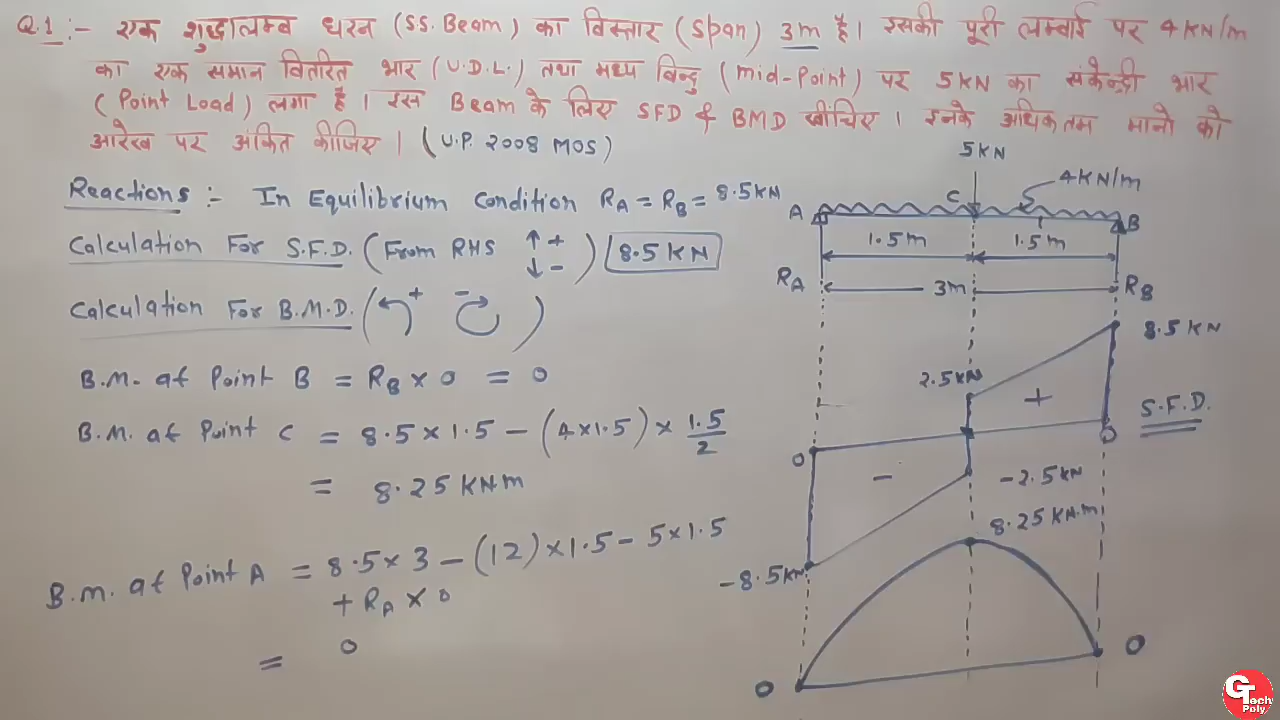 Q.1:- एक शुद्धालम्ब धरन (S.S. Beam) का विस्तार (Span) 3m है। इसकी पूरी लम्बाई पर 4KN/m
का एक समान वितरित भार (U.D.L.) तथा मध्य बिन्दु (mid-Point) पर 5KN का संकेन्द्री भार
(Point Load) लगा है। इस Beam के लिए SFD & BMD खींचिए। इनके अधिकतम मानो को
आरेख पर अंकित कीजिए। (U.P. 2008 MOS)
Reactions :- In Equilibrium Condition RA = RB = 8.5KN
Calculation For S.F.D. (From RHS ↑+ ↓-) 8.5KN
Calculation For B.M.D. (+ -)
B.M. at Point B = RB × 0 = 0
B.M. at Point C = 8.5 × 1.5 - (4×1.5) × 1.5/2
= 8.25 KNm
B.M. at Point A = 8.5 × 3 - (12) × 1.5 - 5×1.5
+ RA × 0
= 0
5KN
4KN/m
A C B
1.5m 1.5m
RA 3m RB
8.5 KN
2.5KN
+ S.F.D.
0 0
- -2.5KN
-8.5KN
8.25 KN.m
0 0
GTech Poly